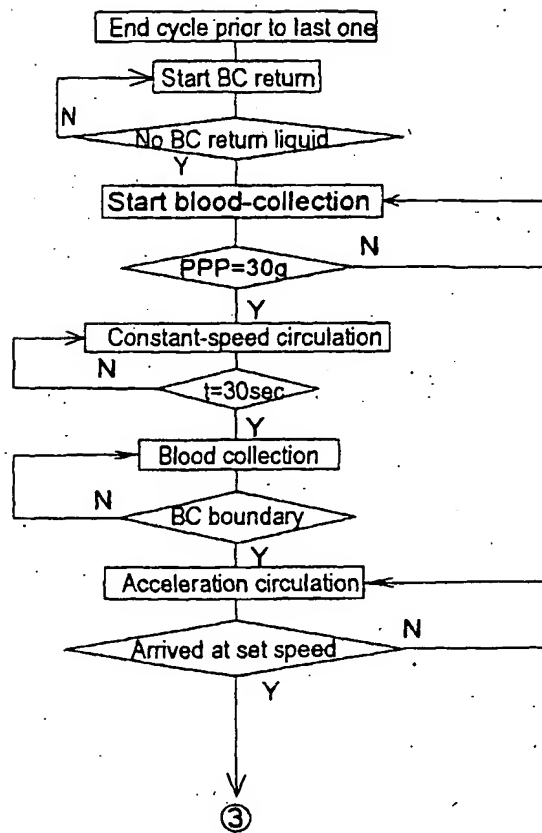 End cycle prior to last one
Start BC return
N
No BC return liquid
Y
Start blood-collection
PPP=30g
N
Y
Constant-speed circulation
N
t=30sec
Y
Blood collection
N
BC boundary
Y
Acceleration circulation
Arrived at set speed
N
Y
③